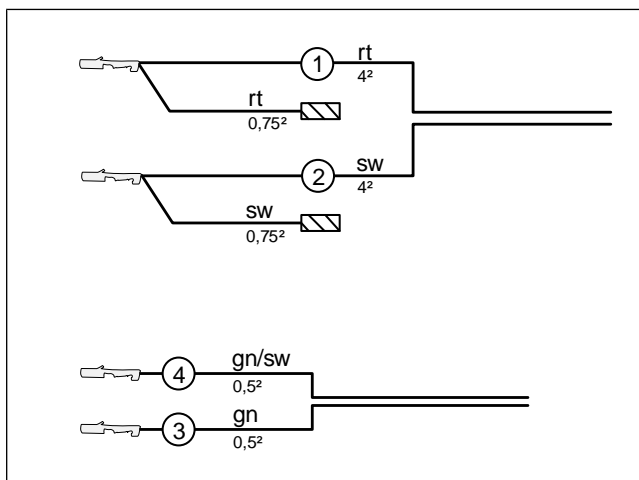 1 rt
4²
rt
0,75²
2 sw
4²
sw
0,75²
4 gn/sw
0,5²
3 gn
0,5²